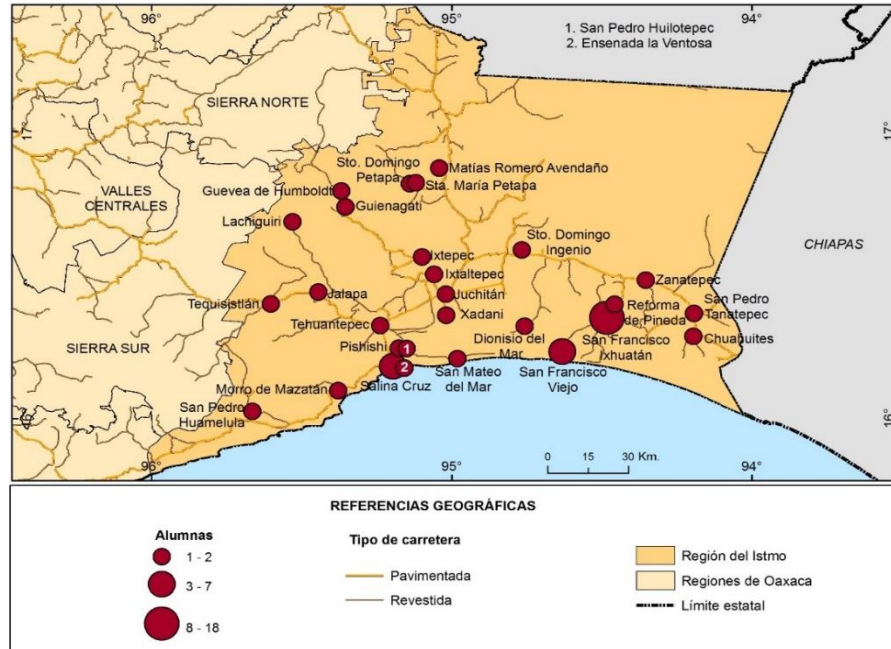 96°
95°
94°
1. San Pedro Huilotepec
2. Ensenada la Ventosa
SIERRA NORTE
17°
17°
Sto. Domingo
Petapa
Matías Romero Avendaño
Sta. María Petapa
VALLES
CENTRALES
Guevea de Humboldt
Guienagati
Lachiguiri
CHIAPAS
Sto. Domingo
Ingenio
Ixtepec
Ixtaltepec
Zanatepec
Jalapa
Juchitán
Tequisistlán
Reforma
de Pineda
San Pedro
Tanatepec
Xadani
Tehuantepec
Dionisio del
Mar
San Francisco
Ixhuatán
Chuahuites
SIERRA SUR
Pishishi
1
2
Salina Cruz
San Mateo
del Mar
San Francisco
Viejo
Morro de Mazatán
San Pedro
Huamelula
16°
96°
95°
94°
0 15 30 Km.
REFERENCIAS GEOGRÁFICAS
Alumnas
1 - 2
3 - 7
8 - 18
Tipo de carretera
Pavimentada
Revestida
Región del Istmo
Regiones de Oaxaca
Límite estatal